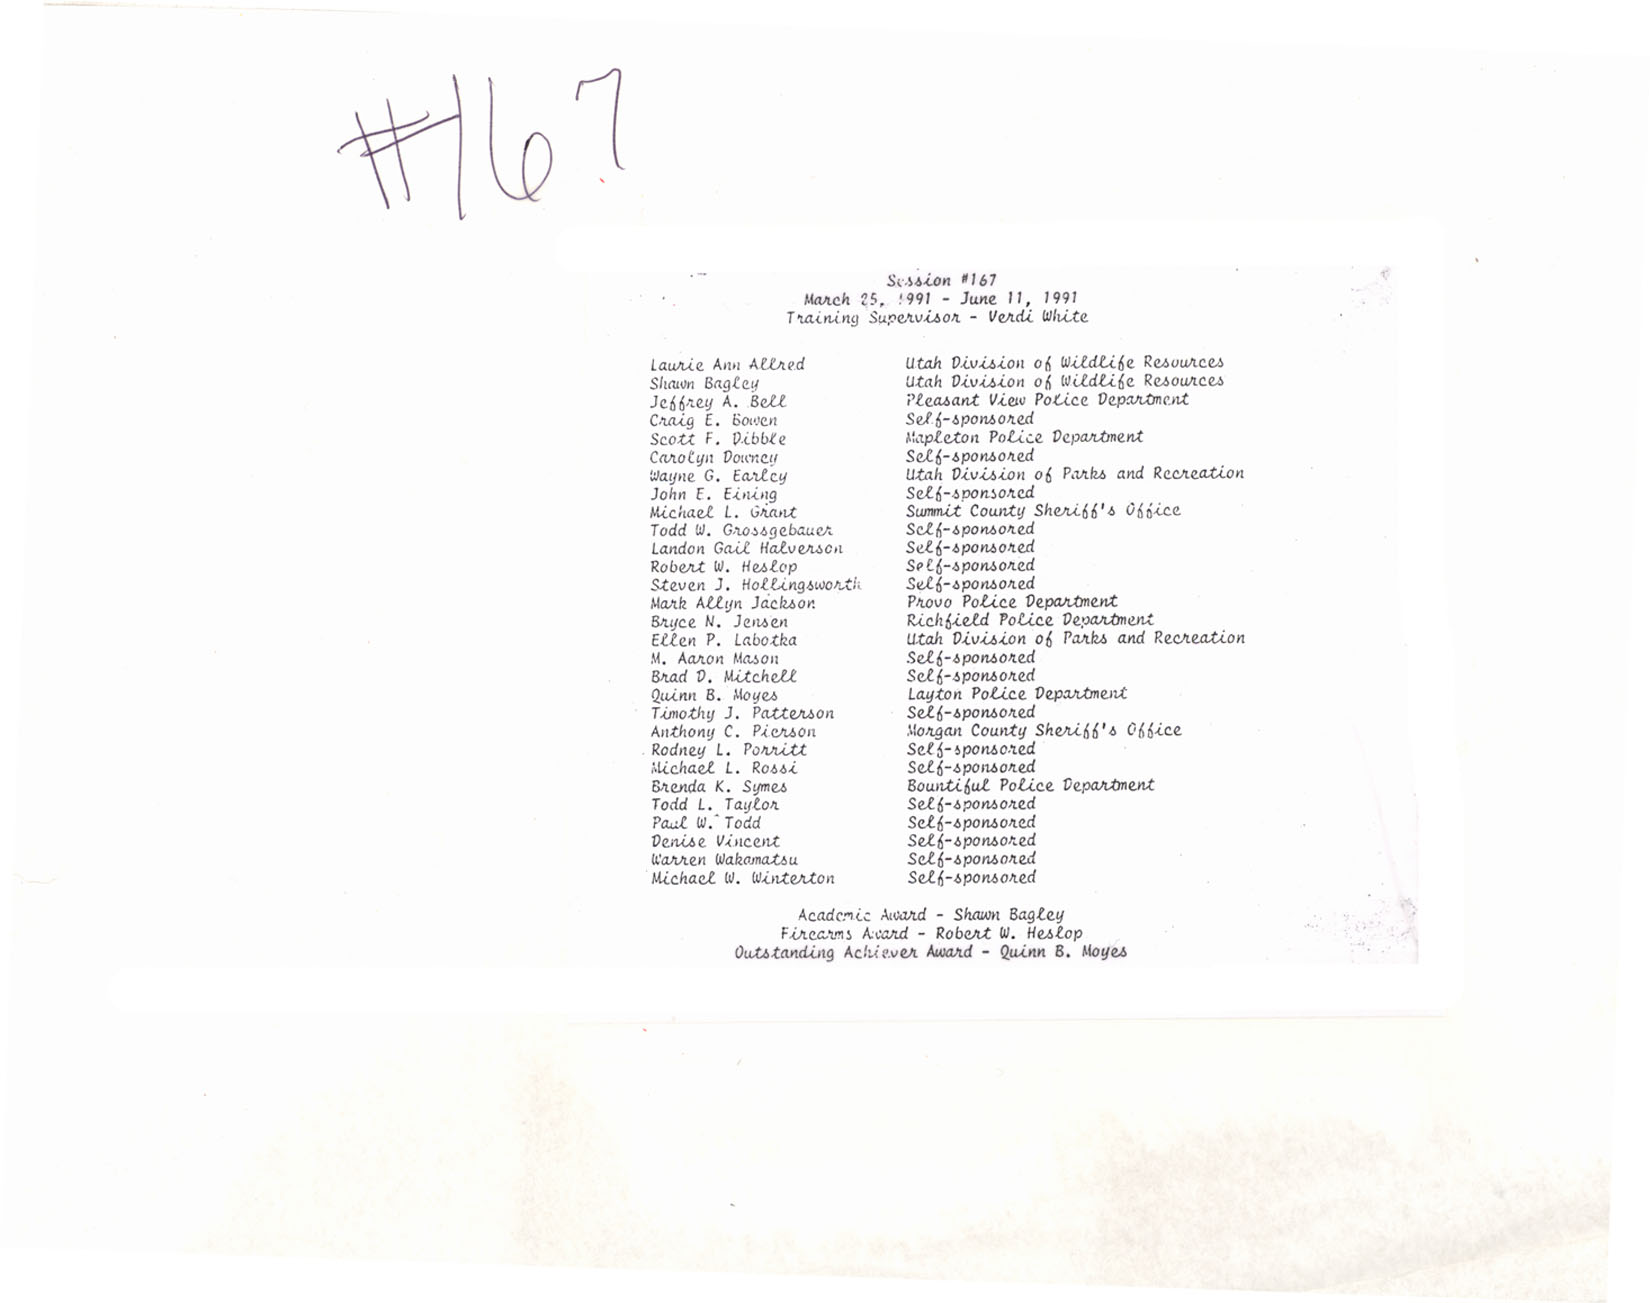 #167
Session #167
March 25, 1991 - June 11, 1991
Training Supervisor - Verdi White
Laurie Ann Allred Utah Division of Wildlife Resources
Shawn Bagley Utah Division of Wildlife Resources
Jeffrey A. Bell Pleasant View Police Department
Craig E. Bowen Self-sponsored
Scott F. Dibble Mapleton Police Department
Carolyn Downey Self-sponsored
Wayne G. Earley Utah Division of Parks and Recreation
John E. Eining Self-sponsored
Michael L. Grant Summit County Sheriff's Office
Todd W. Grossgebauer Self-sponsored
Landon Gail Halverson Self-sponsored
Robert W. Heslop Self-sponsored
Steven J. Hollingsworth Self-sponsored
Mark Allyn Jackson Provo Police Department
Bryce N. Jensen Richfield Police Department
Ellen P. Labotka Utah Division of Parks and Recreation
M. Aaron Mason Self-sponsored
Brad D. Mitchell Self-sponsored
Quinn B. Moyes Layton Police Department
Timothy J. Patterson Self-sponsored
Anthony C. Pierson Morgan County Sheriff's Office
Rodney L. Porritt Self-sponsored
Michael L. Rossi Self-sponsored
Brenda K. Symes Bountiful Police Department
Todd L. Taylor Self-sponsored
Paul W. Todd Self-sponsored
Denise Vincent Self-sponsored
Warren Wakamatsu Self-sponsored
Michael W. Winterton Self-sponsored
Academic Award - Shawn Bagley
Firearms Award - Robert W. Heslop
Outstanding Achiever Award - Quinn B. Moyes